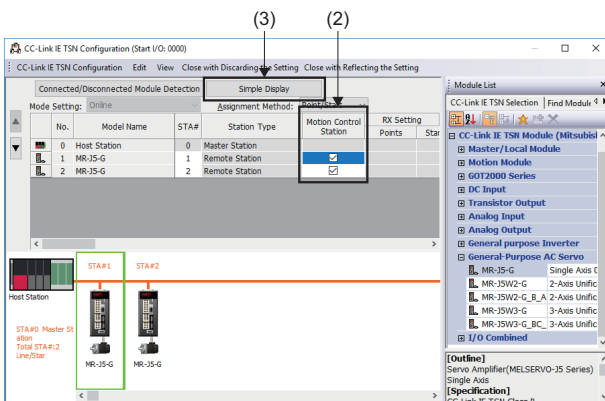 (3) (2)
CC-Link IE TSN Configuration (Start I/O: 0000)
CC-Link IE TSN Configuration Edit View Close with Discarding the Setting Close with Reflecting the Setting
Connected/Disconnected Module Detection Simple Display
Mode Setting: Online Assignment Method: Point/Start
No. Model Name STA# Station Type Motion Control Station RX Setting
Points Star
0 Host Station 0 Master Station
1 MR-J5-G 1 Remote Station
2 MR-J5-G 2 Remote Station
STA#1 STA#2
Host Station
STA#0 Master St
ation
Total STA#:2
Line/Star
MR-J5-G MR-J5-G
Module List
CC-Link IE TSN Selection Find Module
CC-Link IE TSN Module (Mitsubisl
Master/Local Module
Motion Module
GOT2000 Series
DC Input
Transistor Output
Analog Input
Analog Output
General purpose Inverter
General-Purpose AC Servo
MR-J5-G Single Axis
MR-J5W2-G 2-Axis Unific
MR-J5W2-G_B_A 2-Axis Unific
MR-J5W3-G 3-Axis Unific
MR-J5W3-G_BC_ 3-Axis Unific
I/O Combined
[Outline]
Servo Amplifier(MELSERVO-J5 Series)
Single Axis
[Specification]